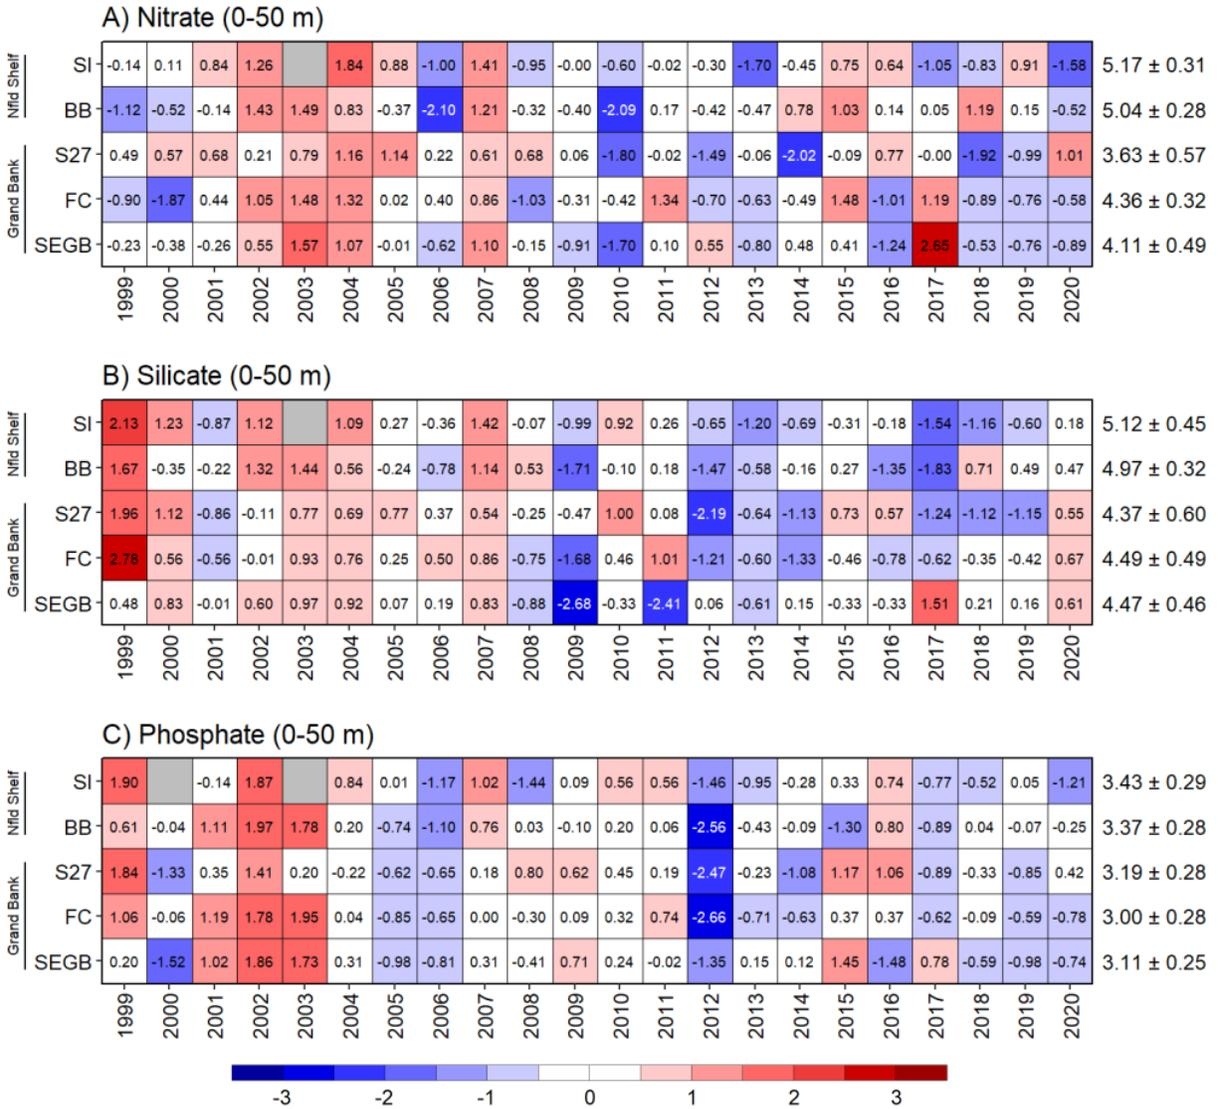 A) Nitrate (0-50 m)
Nfld Shelf
SI -0.14 0.11 0.84 1.26 1.84 0.88 -1.00 1.41 -0.95 -0.00 -0.60 -0.02 -0.30 -1.70 -0.45 0.75 0.64 -1.05 -0.83 0.91 -1.58 5.17 ± 0.31
BB -1.12 -0.52 -0.14 1.43 1.49 0.83 -0.37 -2.10 1.21 -0.32 -0.40 -2.09 0.17 -0.42 -0.47 0.78 1.03 0.14 0.05 1.19 0.15 -0.52 5.04 ± 0.28
Grand Bank
S27 0.49 0.57 0.68 0.21 0.79 1.16 1.14 0.22 0.61 0.68 0.06 -1.80 -0.02 -1.49 -0.06 -2.02 -0.09 0.77 -0.00 -1.92 -0.99 1.01 3.63 ± 0.57
FC -0.90 -1.87 0.44 1.05 1.48 1.32 0.02 0.40 0.86 -1.03 -0.31 -0.42 1.34 -0.70 -0.63 -0.49 1.48 -1.01 1.19 -0.89 -0.76 -0.58 4.36 ± 0.32
SEGB -0.23 -0.38 -0.26 0.55 1.57 1.07 -0.01 -0.62 1.10 -0.15 -0.91 -1.70 0.10 0.55 -0.80 0.48 0.41 -1.24 2.65 -0.53 -0.76 -0.89 4.11 ± 0.49
1999 2000 2001 2002 2003 2004 2005 2006 2007 2008 2009 2010 2011 2012 2013 2014 2015 2016 2017 2018 2019 2020
B) Silicate (0-50 m)
Nfld Shelf
SI 2.13 1.23 -0.87 1.12 1.09 0.27 -0.36 1.42 -0.07 -0.99 0.92 0.26 -0.65 -1.20 -0.69 -0.31 -0.18 -1.54 -1.16 -0.60 0.18 5.12 ± 0.45
BB 1.67 -0.35 -0.22 1.32 1.44 0.56 -0.24 -0.78 1.14 0.53 -1.71 -0.10 0.18 -1.47 -0.58 -0.16 0.27 -1.35 -1.83 0.71 0.49 0.47 4.97 ± 0.32
Grand Bank
S27 1.96 1.12 -0.86 -0.11 0.77 0.69 0.77 0.37 0.54 -0.25 -0.47 1.00 0.08 -2.19 -0.64 -1.13 0.73 0.57 -1.24 -1.12 -1.15 0.55 4.37 ± 0.60
FC 2.78 0.56 -0.56 -0.01 0.93 0.76 0.25 0.50 0.86 -0.75 -1.68 0.46 1.01 -1.21 -0.60 -1.33 -0.46 -0.78 -0.62 -0.35 -0.42 0.67 4.49 ± 0.49
SEGB 0.48 0.83 -0.01 0.60 0.97 0.92 0.07 0.19 0.83 -0.88 -2.68 -0.33 -2.41 0.06 -0.61 0.15 -0.33 -0.33 1.51 0.21 0.16 0.61 4.47 ± 0.46
1999 2000 2001 2002 2003 2004 2005 2006 2007 2008 2009 2010 2011 2012 2013 2014 2015 2016 2017 2018 2019 2020
C) Phosphate (0-50 m)
Nfld Shelf
SI 1.90 -0.14 1.87 0.84 0.01 -1.17 1.02 -1.44 0.09 0.56 0.56 -1.46 -0.95 -0.28 0.33 0.74 -0.77 -0.52 0.05 -1.21 3.43 ± 0.29
BB 0.61 -0.04 1.11 1.97 1.78 0.20 -0.74 -1.10 0.76 0.03 -0.10 0.20 0.06 -2.56 -0.43 -0.09 -1.30 0.80 -0.89 0.04 -0.07 -0.25 3.37 ± 0.28
Grand Bank
S27 1.84 -1.33 0.35 1.41 0.20 -0.22 -0.62 -0.65 0.18 0.80 0.62 0.45 0.19 -2.47 -0.23 -1.08 1.17 1.06 -0.89 -0.33 -0.85 0.42 3.19 ± 0.28
FC 1.06 -0.06 1.19 1.78 1.95 0.04 -0.85 -0.65 0.00 -0.30 0.09 0.32 0.74 -2.66 -0.71 -0.63 0.37 0.37 -0.62 -0.09 -0.59 -0.78 3.00 ± 0.28
SEGB 0.20 -1.52 1.02 1.86 1.73 0.31 -0.98 -0.81 0.31 -0.41 0.71 0.24 -0.02 -1.35 0.15 0.12 1.45 -1.48 0.78 -0.59 -0.98 -0.74 3.11 ± 0.25
1999 2000 2001 2002 2003 2004 2005 2006 2007 2008 2009 2010 2011 2012 2013 2014 2015 2016 2017 2018 2019 2020
-3 -2 -1 0 1 2 3